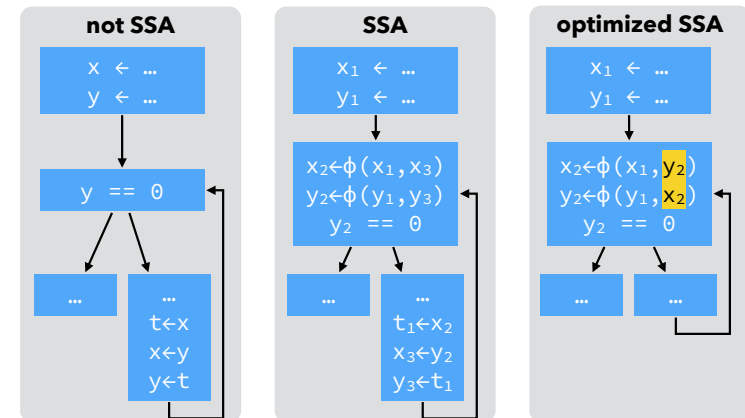 not SSA
x ← …
y ← …
y == 0
…
…
t←x
x←y
y←t
SSA
x₁ ← …
y₁ ← …
x₂←ϕ(x₁,x₃)
y₂←ϕ(y₁,y₃)
y₂ == 0
…
…
t₁←x₂
x₃←y₂
y₃←t₁
optimized SSA
x₁ ← …
y₁ ← …
x₂←ϕ(x₁,y₂)
y₂←ϕ(y₁,x₂)
y₂ == 0
…
…